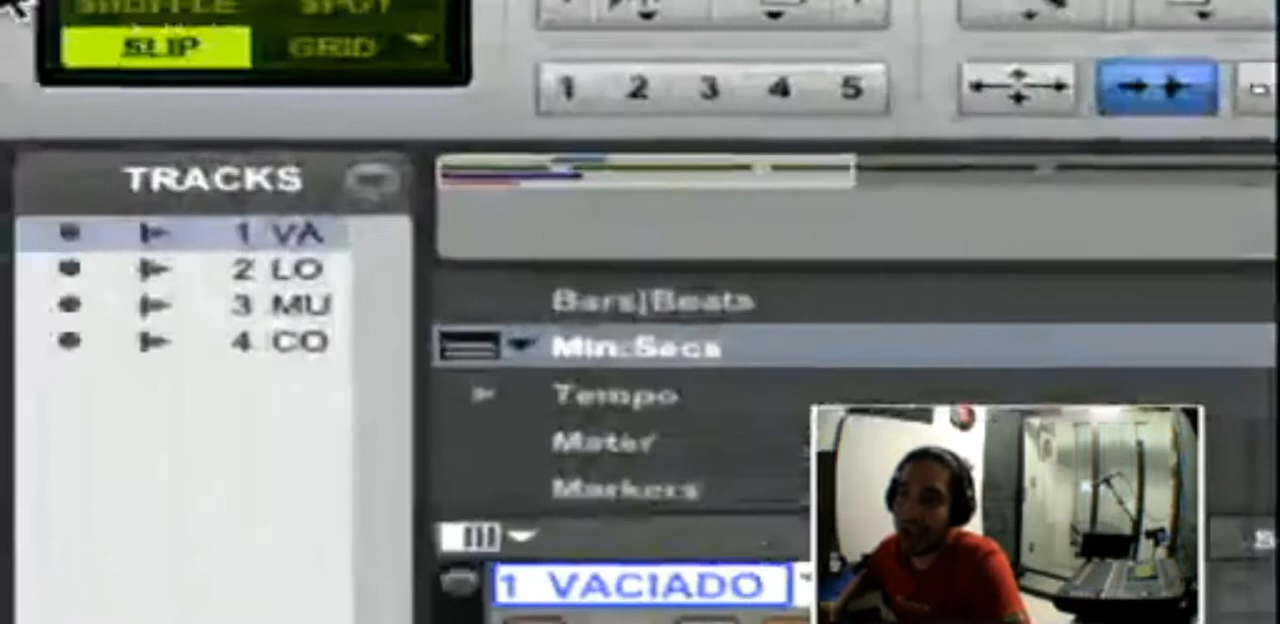 SHUFFLE SPOT
SLIP GRID
1 2 3 4 5
TRACKS
1 VA
2 LO
3 MU
4 CO
Bars|Beats
Min:Secs
Tempo
Meter
Markers
1 VACIADO